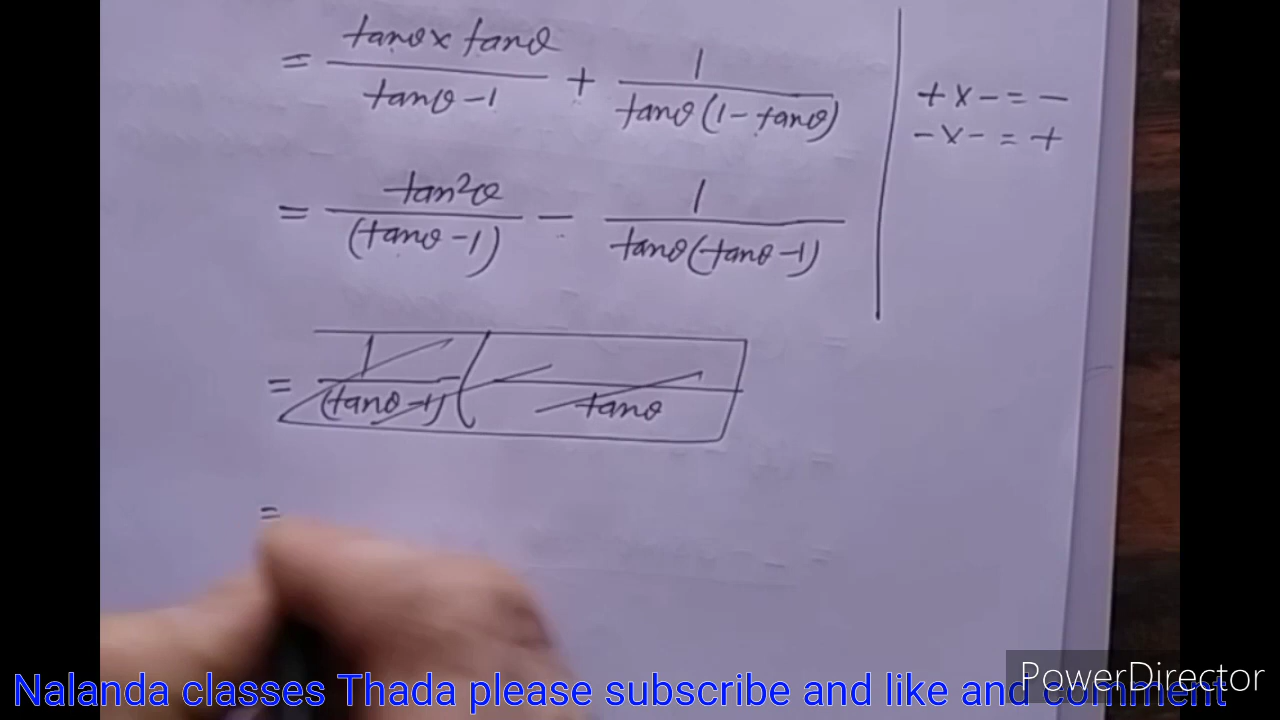 = tanθ × tanθ / tanθ - 1 + 1 / tanθ (1 - tanθ)
+ x - = -
- x - = +
= tan²θ / (tanθ - 1) - 1 / tanθ (tanθ - 1)
= 1 / (tanθ - 1) ( / tanθ
=
PowerDirector
Nalanda classes Thada please subscribe and like and comment